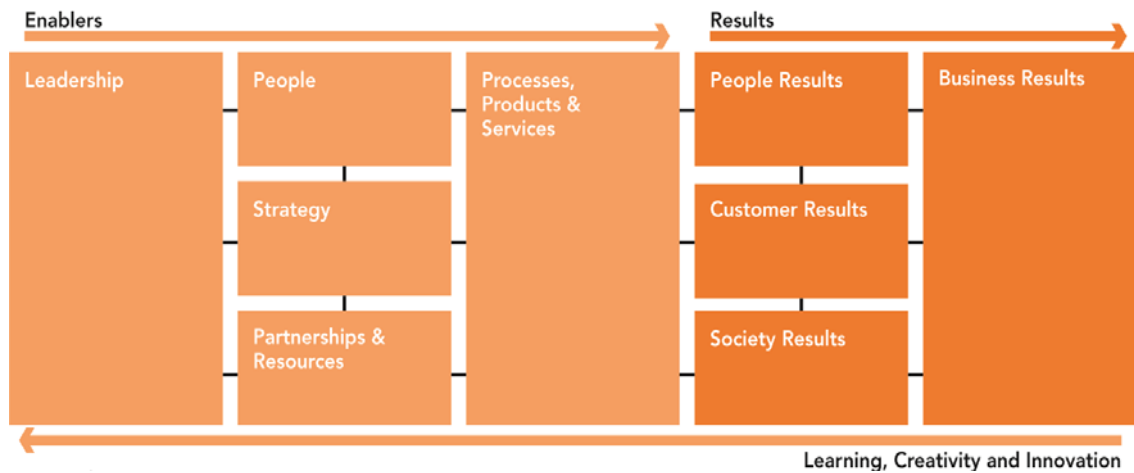 Enablers
Results
Leadership
People
Processes,
Products &
Services
People Results
Business Results
Strategy
Customer Results
Partnerships &
Resources
Society Results
Learning, Creativity and Innovation